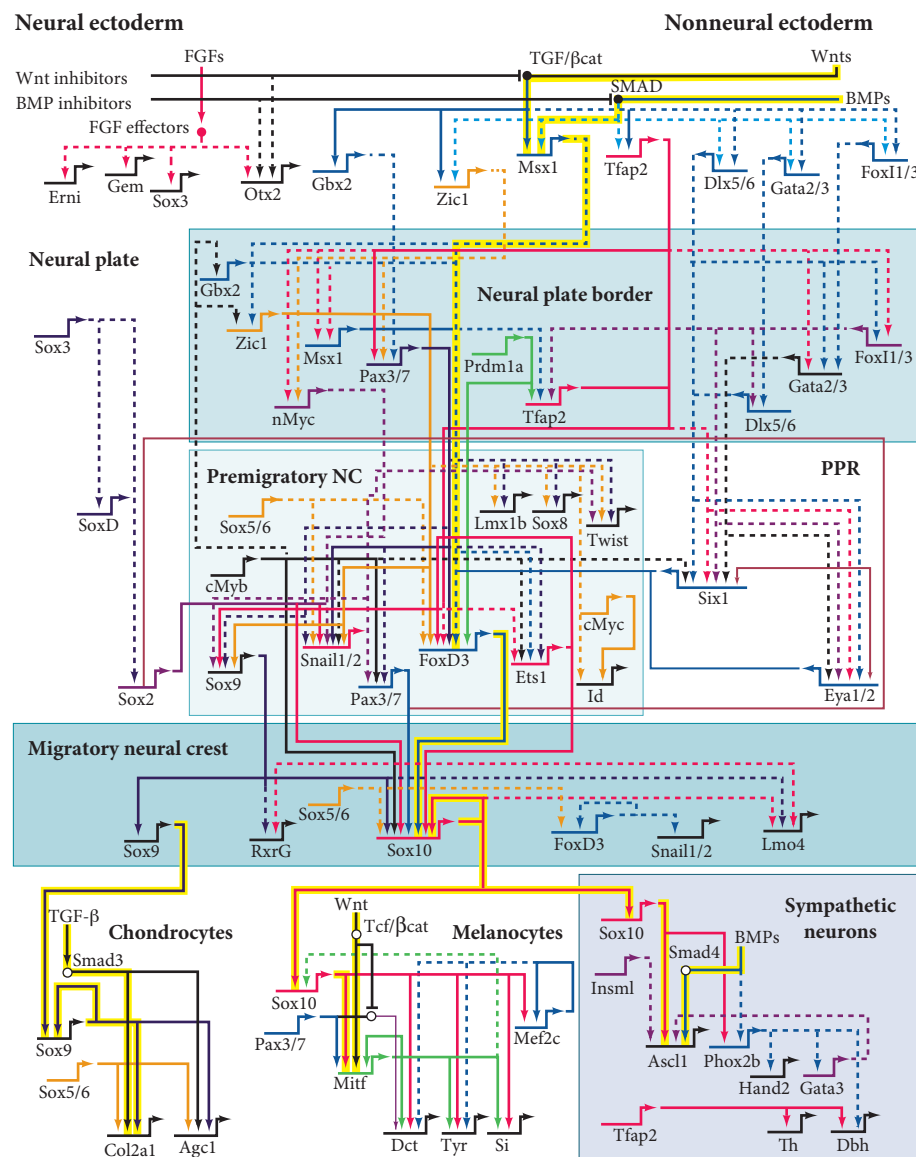 Neural ectoderm
Nonneural ectoderm
FGFs
TGF/βcat
Wnts
Wnt inhibitors
SMAD
BMP inhibitors
BMPs
FGF effectors
Erni
Gem
Sox3
Otx2
Gbx2
Zic1
Msx1
Tfap2
Dlx5/6
Gata2/3
FoxI1/3
Neural plate
Neural plate border
Gbx2
Sox3
Zic1
Msx1
Pax3/7
Prdm1a
FoxI1/3
Gata2/3
nMyc
Tfap2
Dlx5/6
Premigratory NC
PPR
Sox5/6
SoxD
Lmx1b
Sox8
Twist
cMyb
Six1
cMyc
Snail1/2
FoxD3
Ets1
Sox9
Sox2
Pax3/7
Id
Eya1/2
Migratory neural crest
Sox5/6
Sox9
RxrG
Sox10
FoxD3
Snail1/2
Lmo4
TGF-β
Chondrocytes
Smad3
Sox9
Sox5/6
Col2a1
Agc1
Wnt
Tcf/βcat
Melanocytes
Sox10
Pax3/7
Mef2c
Mitf
Dct
Tyr
Si
Sympathetic
neurons
Sox10
Smad4
BMPs
Insml
Ascl1
Phox2b
Hand2
Gata3
Tfap2
Th
Dbh